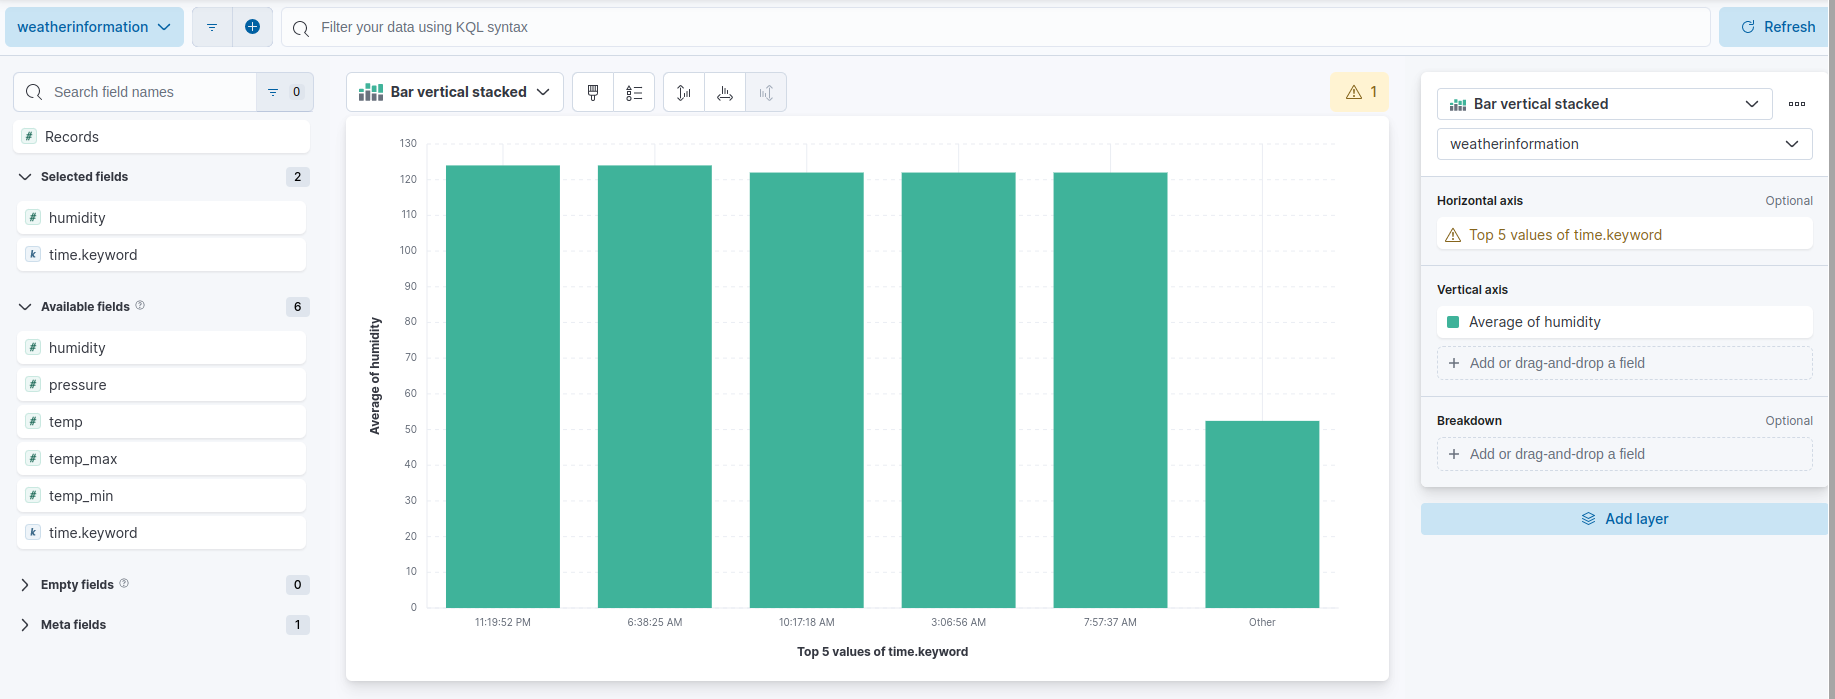 weatherinformation
Filter your data using KQL syntax
Refresh
Search field names
0
# Records
Selected fields
2
# humidity
k time.keyword
Available fields
6
# humidity
# pressure
# temp
# temp_max
# temp_min
k time.keyword
Empty fields
0
Meta fields
1
Bar vertical stacked
1
Average of humidity
130
120
110
100
90
80
70
60
50
40
30
20
10
0
11:19:52 PM
6:38:25 AM
10:17:18 AM
3:06:56 AM
7:57:37 AM
Other
Top 5 values of time.keyword
Bar vertical stacked
weatherinformation
Horizontal axis
Optional
Top 5 values of time.keyword
Vertical axis
Average of humidity
+ Add or drag-and-drop a field
Breakdown
Optional
+ Add or drag-and-drop a field
Add layer